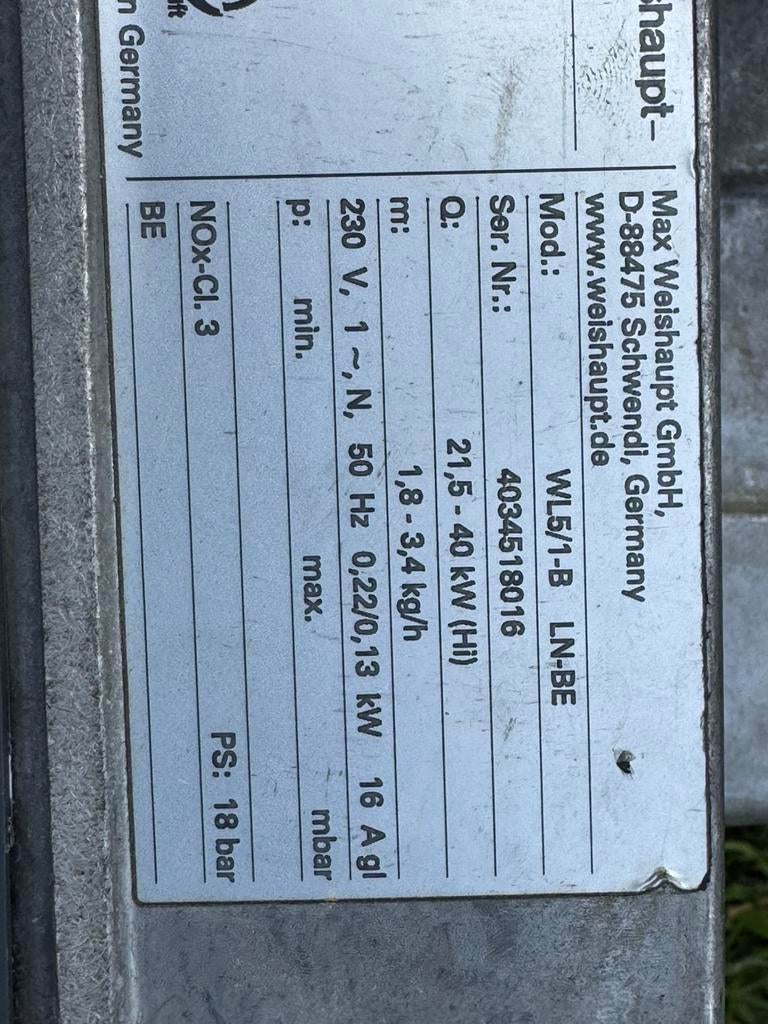 shaupt–
n Germany
Max Weishaupt GmbH,
D-88475 Schwendi, Germany
www.weishaupt.de
Mod.: WL5/1-B LN-BE
Ser. Nr.: 4034518016
Q: 21,5 - 40 kW (Hi)
m: 1,8 - 3,4 kg/h
230 V, 1 ~, N, 50 Hz 0,22/0,13 kW 16 A gl
p: min. max. mbar
NOx-Cl. 3 PS: 18 bar
BE